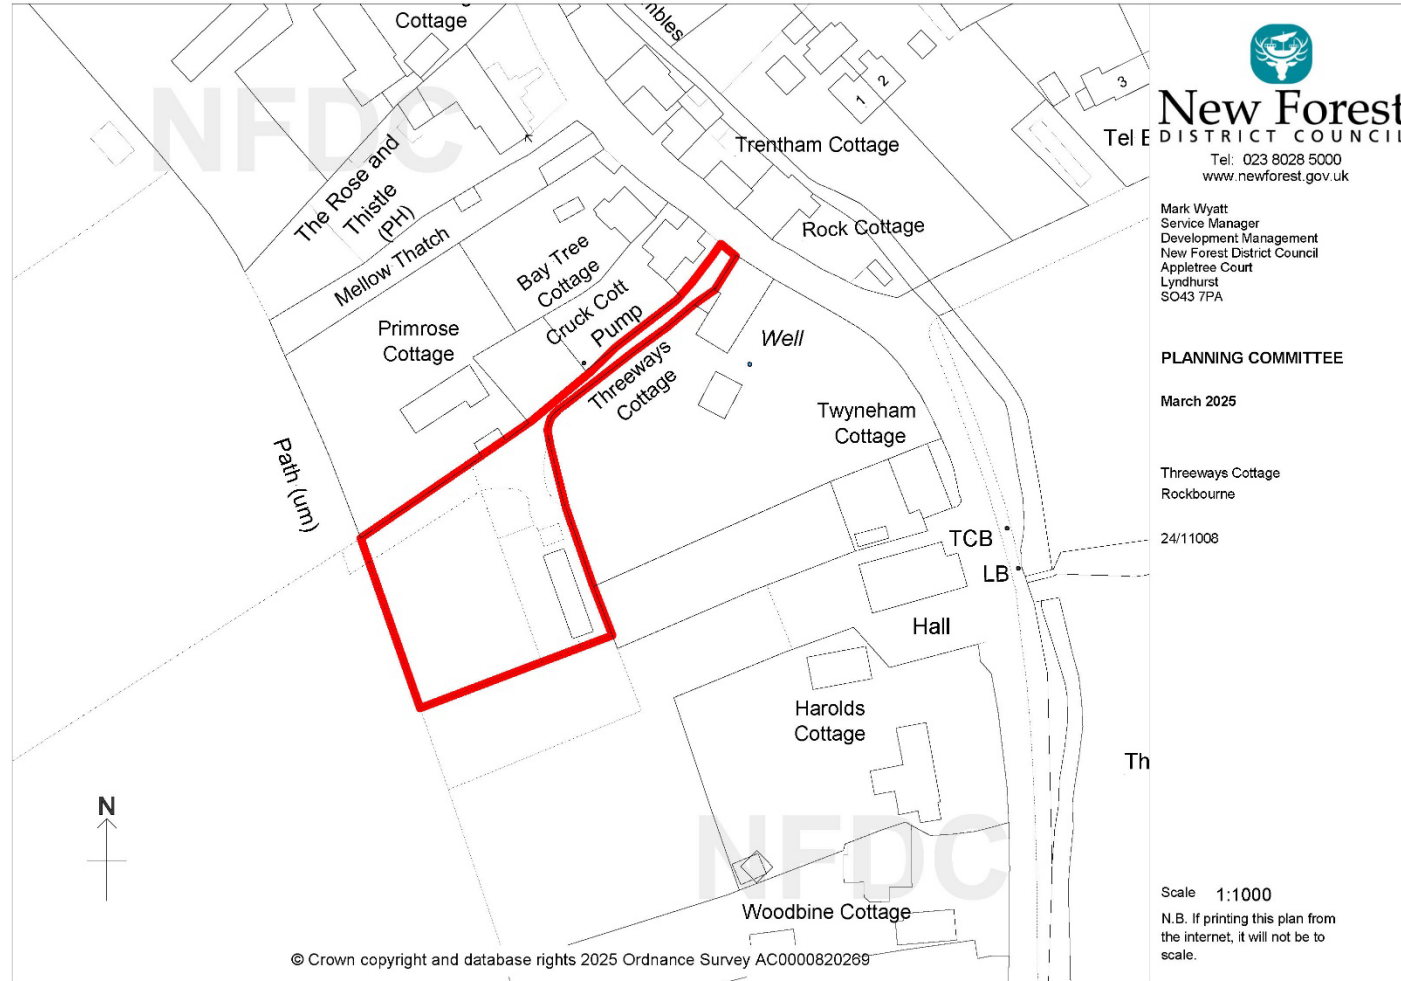 Cottage
mbles
1
2
3
NFDC
The Rose and
Thistle
(PH)
Trentham Cottage
Tel E
Mellow Thatch
Bay Tree
Cottage
Rock Cottage
Cruck Cott
Pump
Primrose
Cottage
Threeways
Cottage
Well
Twyneham
Cottage
Path (um)
TCB
LB
Hall
Harolds
Cottage
Th
N
NFDC
Woodbine Cottage
© Crown copyright and database rights 2025 Ordnance Survey AC0000820269
New Forest
DISTRICT COUNCIL
Tel: 023 8028 5000
www.newforest.gov.uk
Mark Wyatt
Service Manager
Development Management
New Forest District Council
Appletree Court
Lyndhurst
SO43 7PA
PLANNING COMMITTEE
March 2025
Threeways Cottage
Rockbourne
24/11008
Scale 1:1000
N.B. If printing this plan from
the internet, it will not be to
scale.